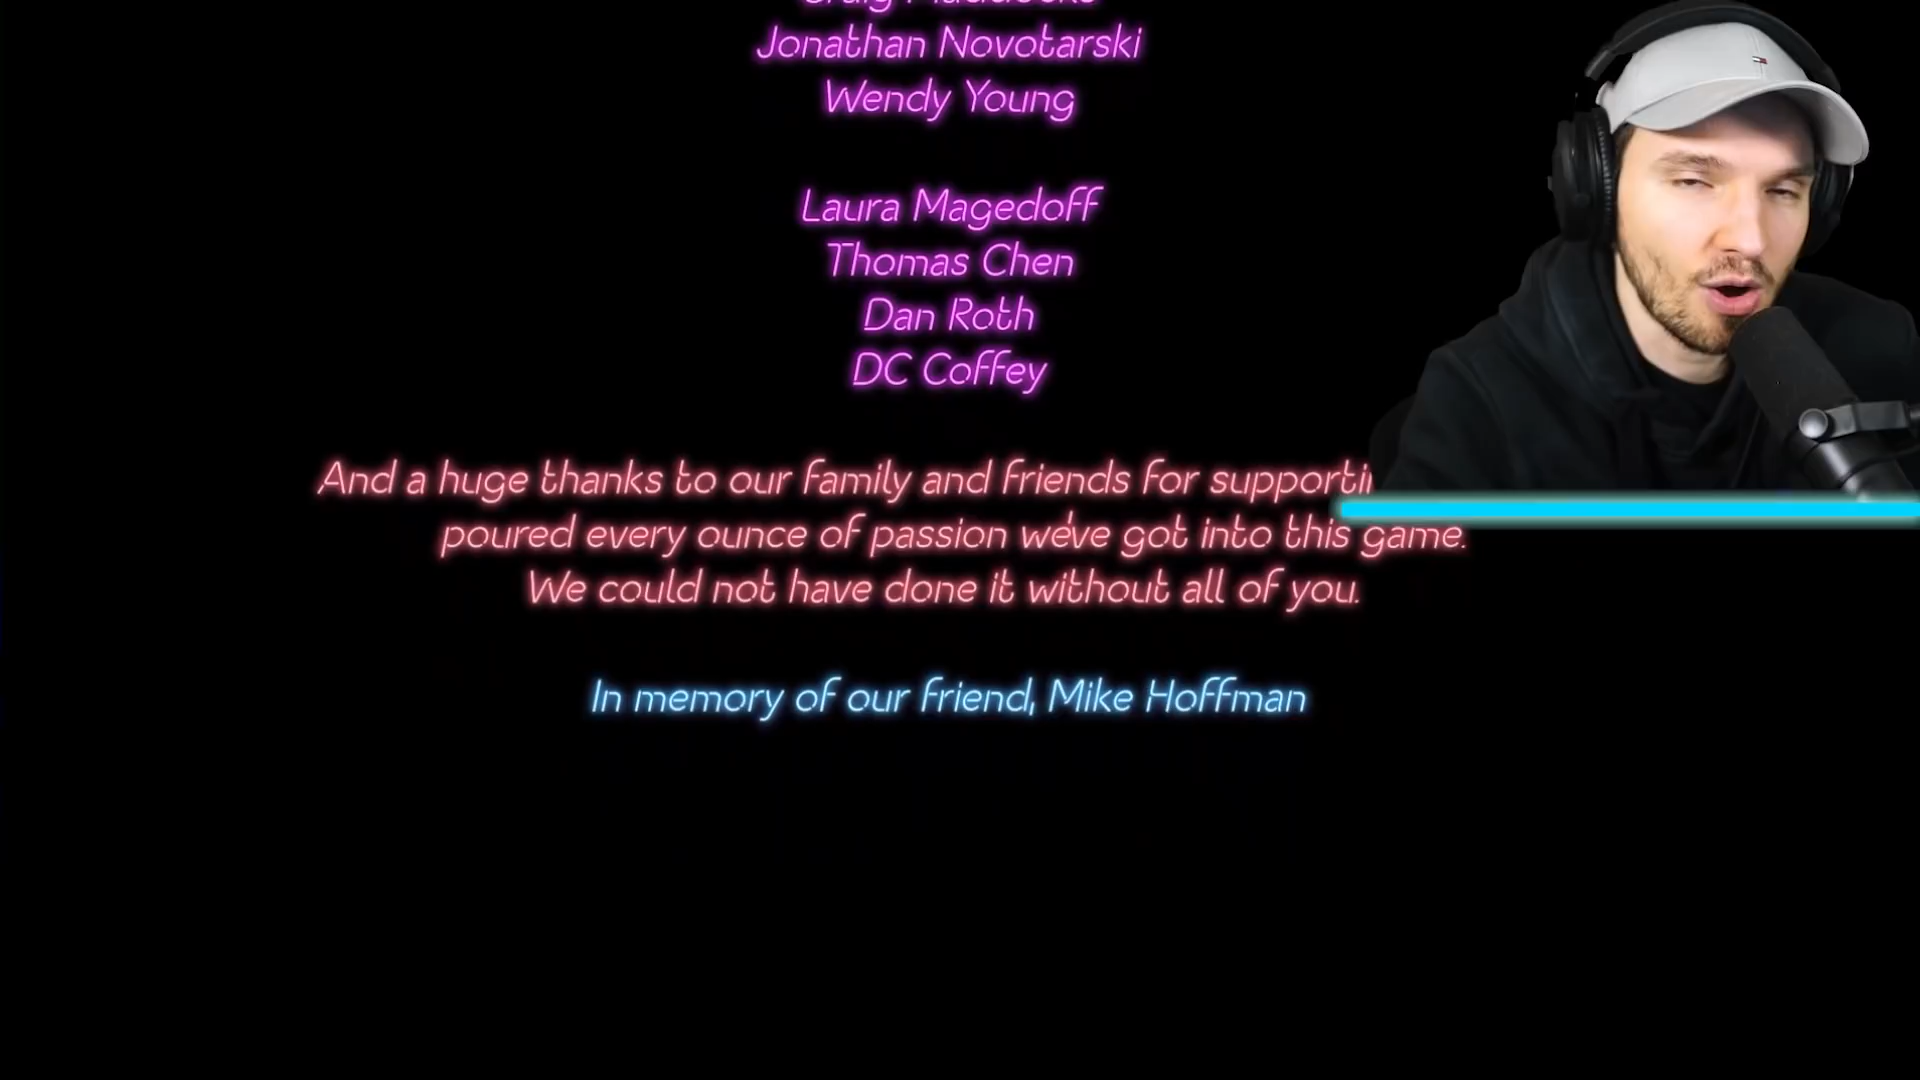 Jonathan Novotarski
Wendy Young
Laura Magedoff
Thomas Chen
Dan Roth
DC Coffey
And a huge thanks to our family and friends for
poured every ounce of passion we've got into this game.
We could not have done it without all of you.
In memory of our friend, Mike Hoffman